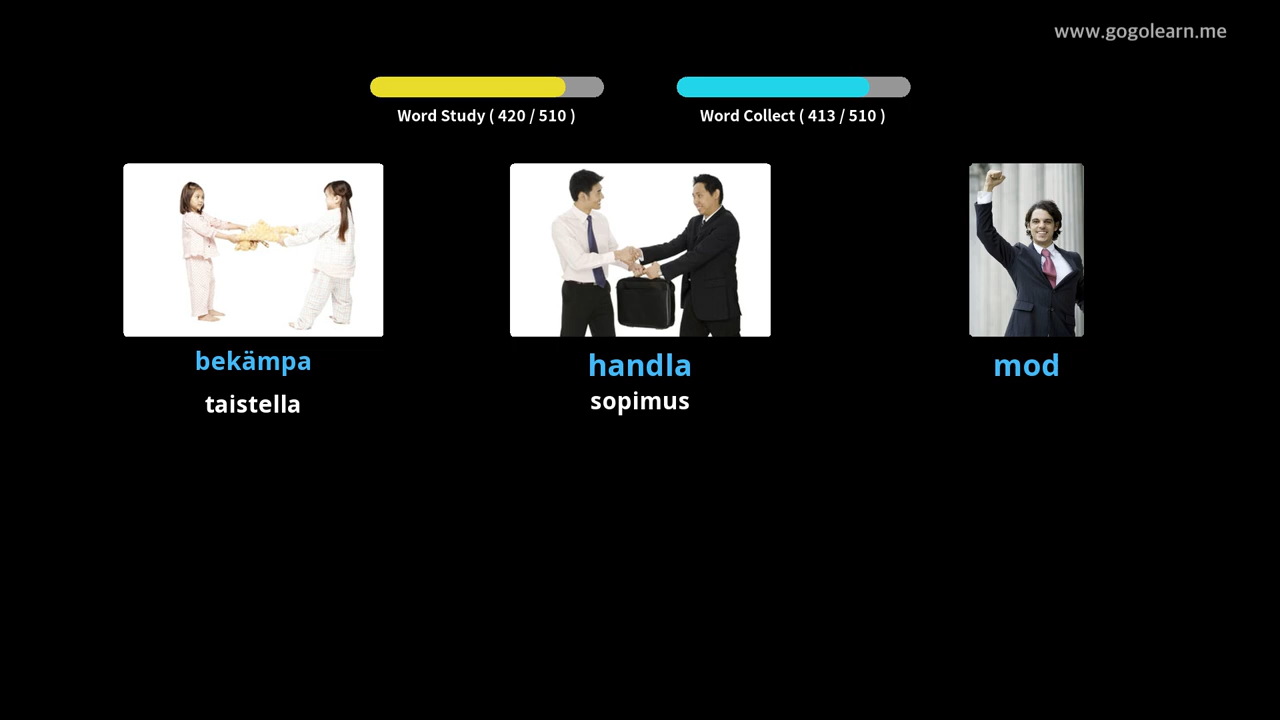 www.gogolearn.me
Word Study ( 420 / 510 )
Word Collect ( 413 / 510 )
bekämpa
handla
mod
taistella
sopimus